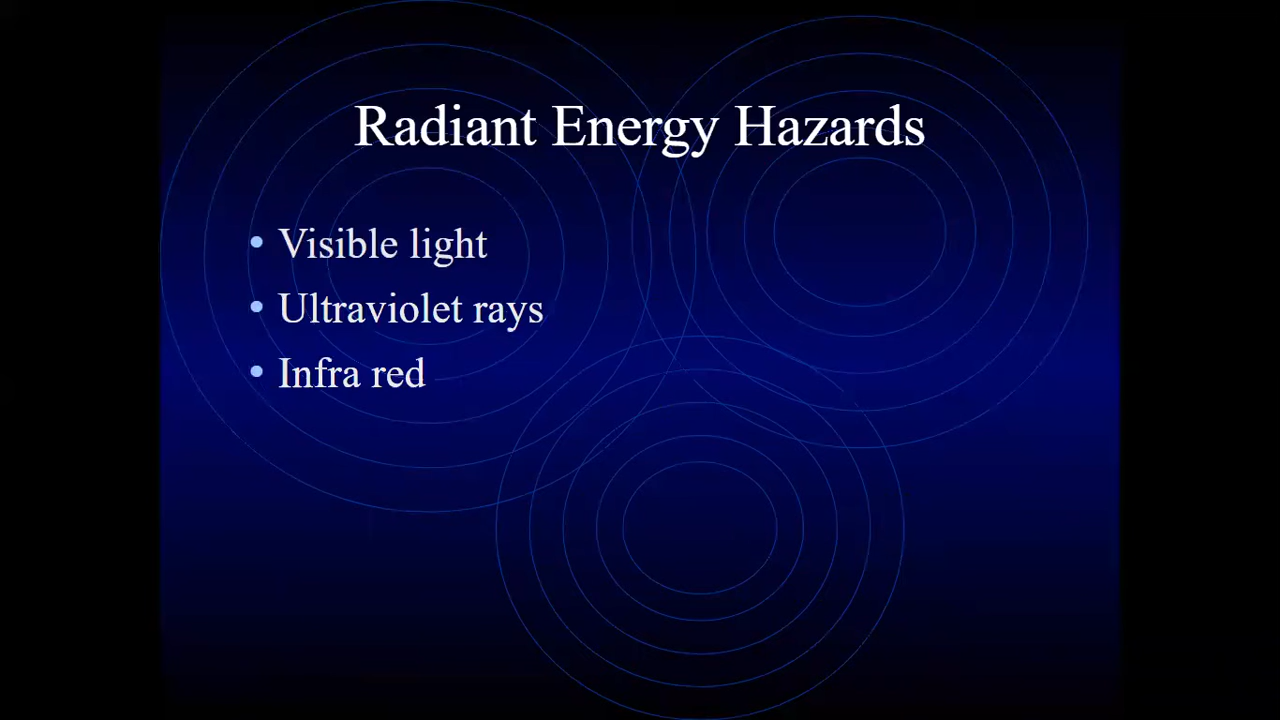 Radiant Energy Hazards
• Visible light
• Ultraviolet rays
• Infra red